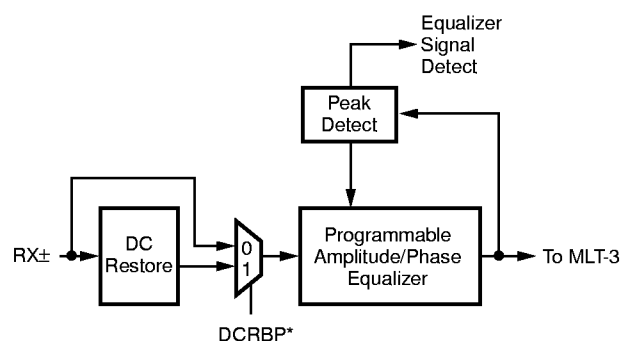 Equalizer
Signal
Detect
Peak
Detect
RX±
DC
Restore
0
1
DCRBP*
Programmable
Amplitude/Phase
Equalizer
To MLT-3